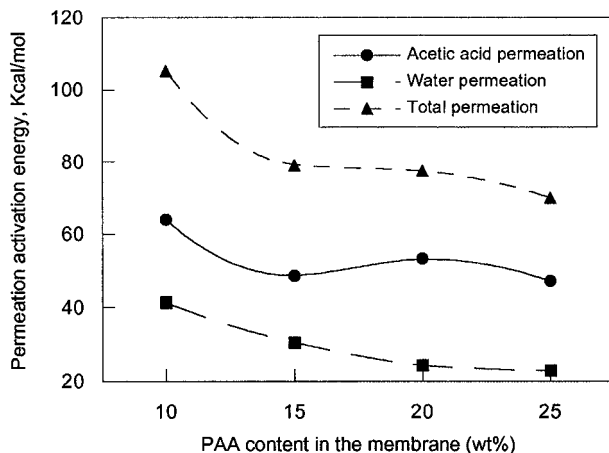 Permeation activation energy, Kcal/mol
120
100
80
60
40
20
Acetic acid permeation
Water permeation
Total permeation
10 15 20 25
PAA content in the membrane (wt%)